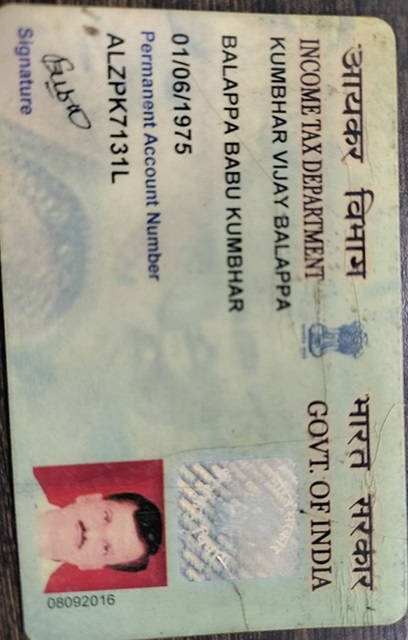 आयकर विभाग
INCOME TAX DEPARTMENT
भारत सरकार
GOVT. OF INDIA
KUMBHAR VIJAY BALAPPA
BALAPPA BABU KUMBHAR
01/06/1975
Permanent Account Number
ALZPK7131L
Signature
08092016